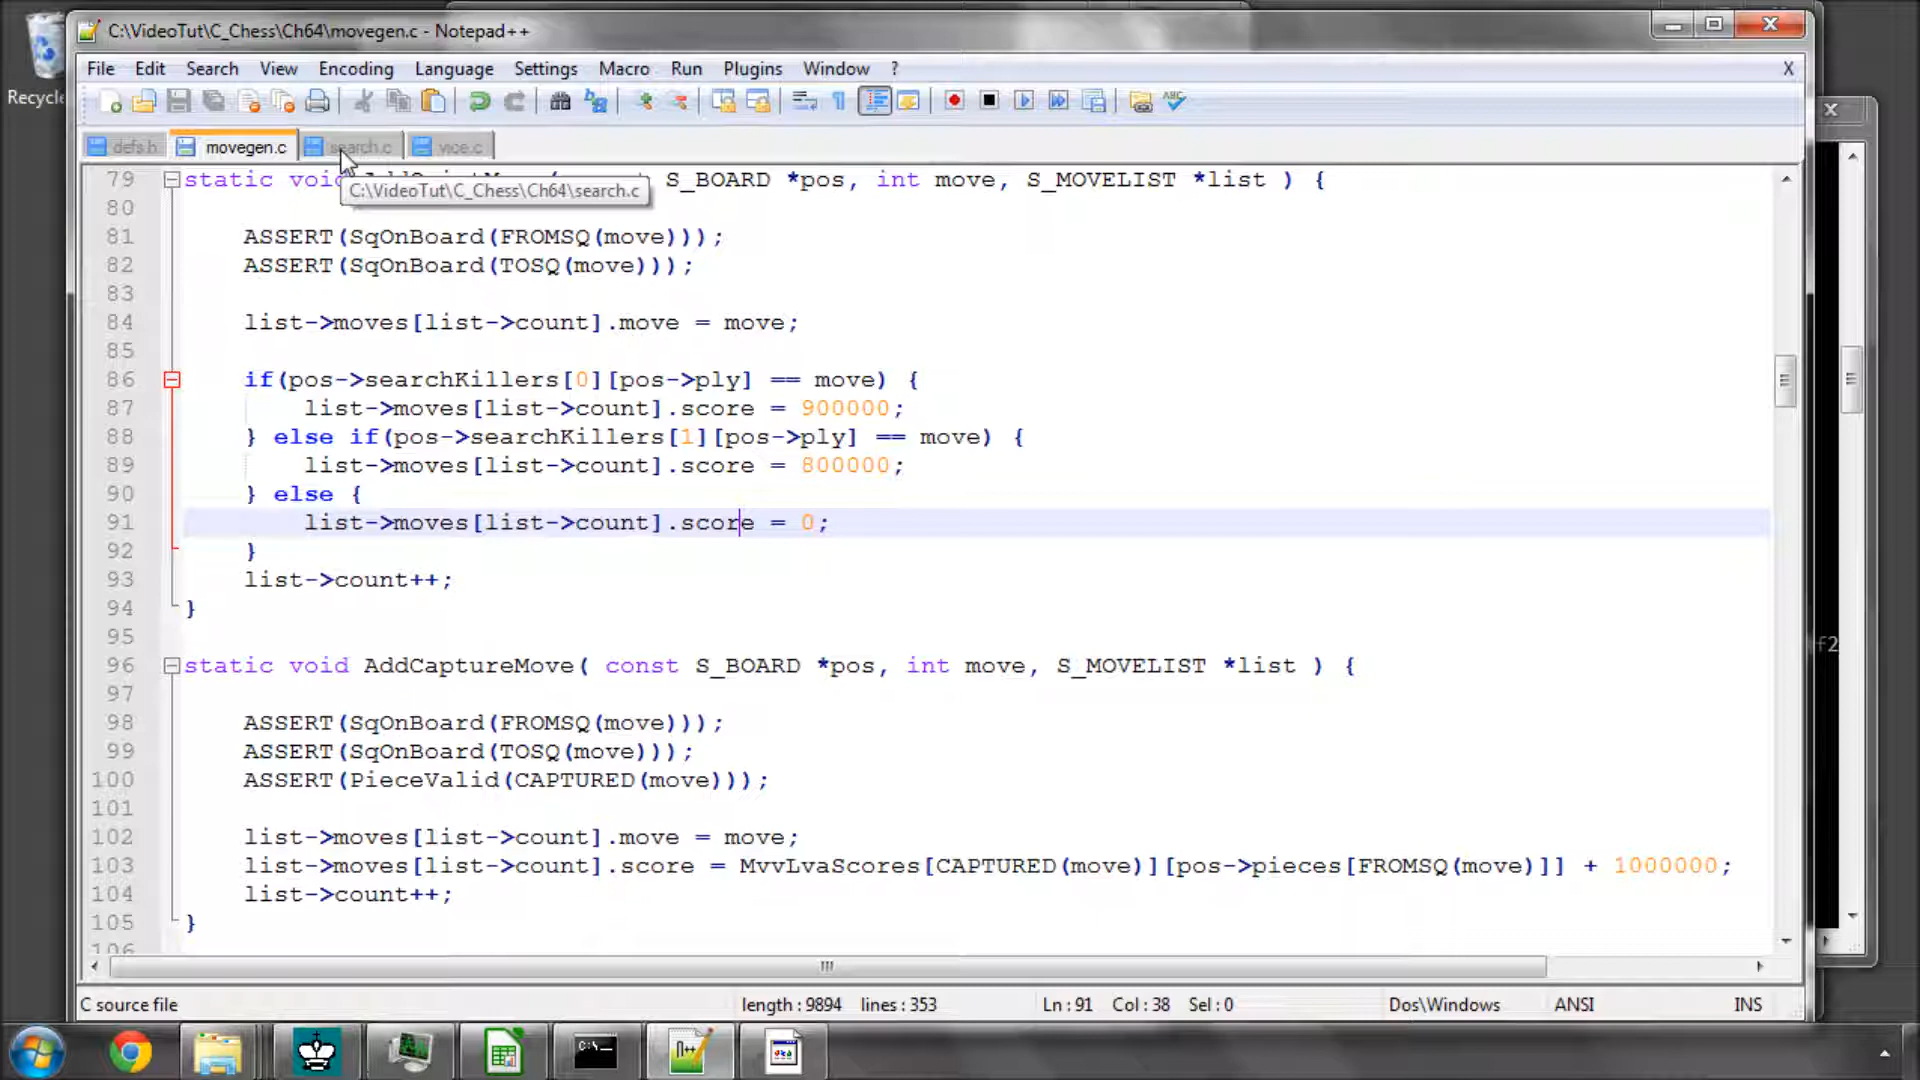 C:\VideoTut\C_Chess\Ch64\movegen.c - Notepad++
Recycle
File Edit Search View Encoding Language Settings Macro Run Plugins Window ? X
defs.h movegen.c search.c vice.c
C:\VideoTut\C_Chess\Ch64\search.c
79 static void S_BOARD *pos, int move, S_MOVELIST *list ) {
80
81 ASSERT(SqOnBoard(FROMSQ(move)));
82 ASSERT(SqOnBoard(TOSQ(move)));
83
84 list->moves[list->count].move = move;
85
86 if(pos->searchKillers[0][pos->ply] == move) {
87 list->moves[list->count].score = 900000;
88 } else if(pos->searchKillers[1][pos->ply] == move) {
89 list->moves[list->count].score = 800000;
90 } else {
91 list->moves[list->count].score = 0;
92 }
93 list->count++;
94 }
95
96 static void AddCaptureMove( const S_BOARD *pos, int move, S_MOVELIST *list ) {
97
98 ASSERT(SqOnBoard(FROMSQ(move)));
99 ASSERT(SqOnBoard(TOSQ(move)));
100 ASSERT(PieceValid(CAPTURED(move)));
101
102 list->moves[list->count].move = move;
103 list->moves[list->count].score = MvvLvaScores[CAPTURED(move)][pos->pieces[FROMSQ(move)]] + 1000000;
104 list->count++;
105 }
106
f2
C source file length : 9894 lines : 353 Ln : 91 Col : 38 Sel : 0 Dos\Windows ANSI INS